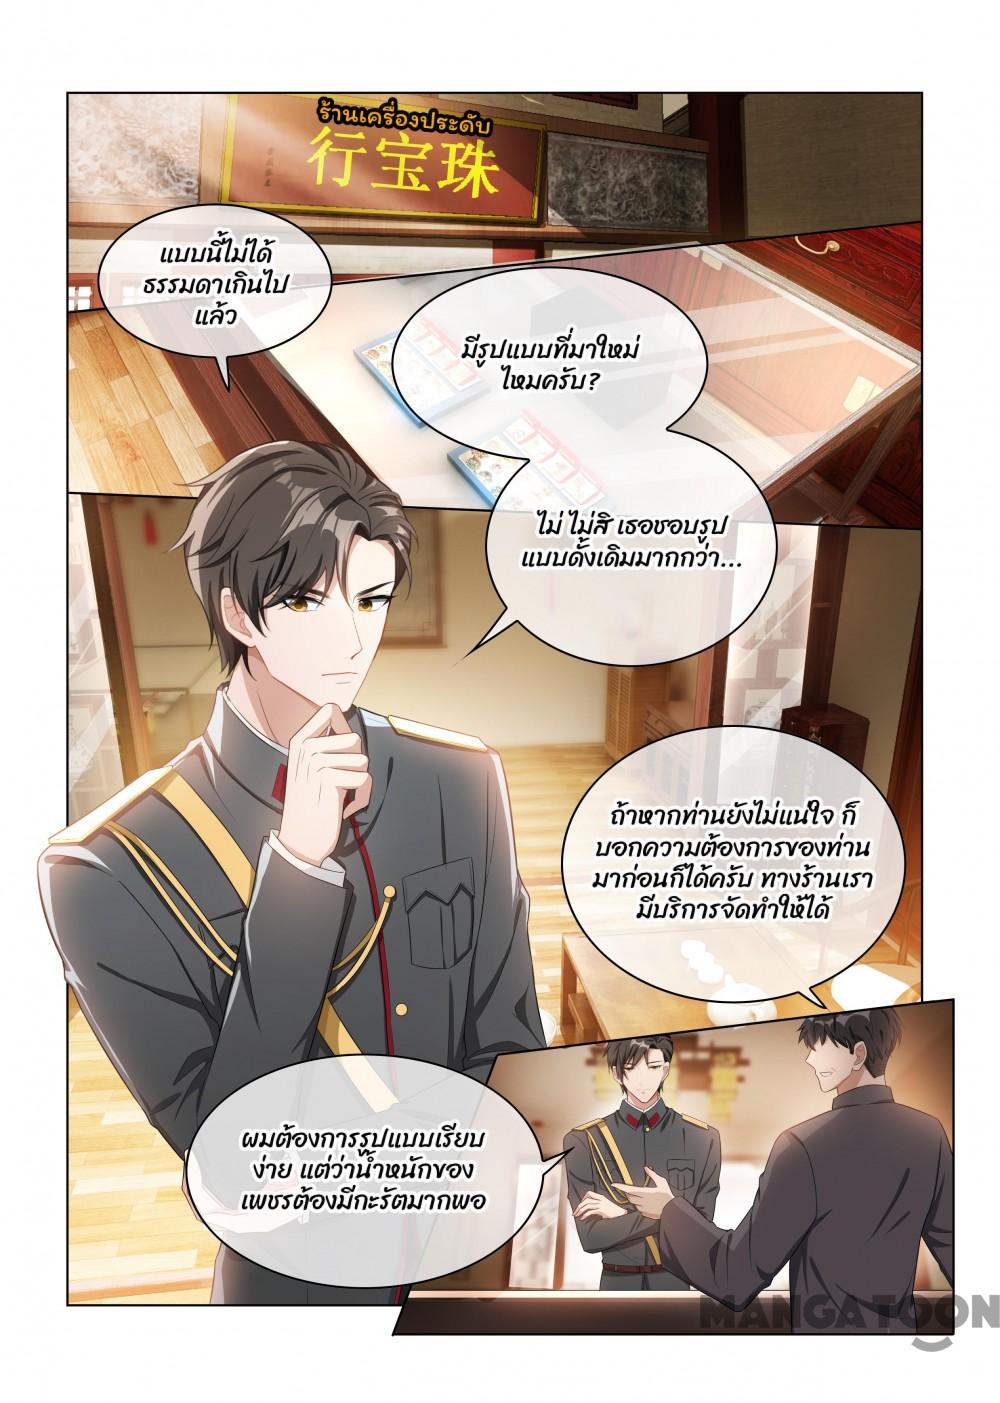 ร้านเครื่องประดับ
行宝珠
แบบนี้ไม่ได้
ธรรมดาเกินไป
แล้ว
มีรูปแบบที่มาใหม่
ไหมครับ?
ไม่ ไม่สิ เธอชอบรูป
แบบดั้งเดิมมากกว่า...
ถ้าหากท่านยังไม่แน่ใจ ก็
บอกความต้องการของท่าน
มาก่อนก็ได้ครับ ทางร้านเรา
มีบริการจัดทำให้ได้
ผมต้องการรูปแบบเรียบ
ง่าย แต่ว่าน้ำหนักของ
เพชรต้องมีกะรัตมากพอ
MANGATOON